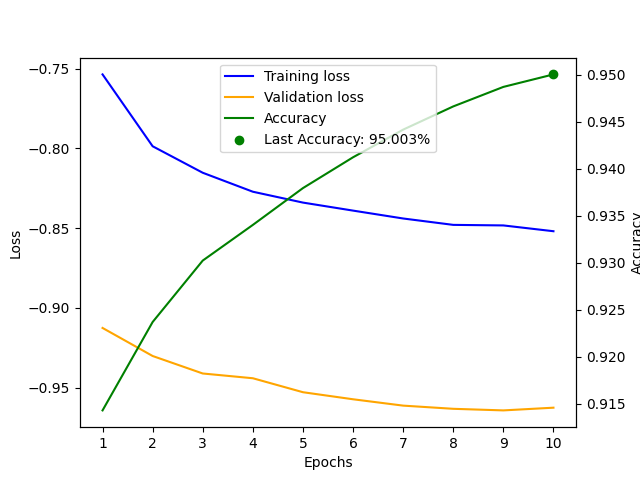 Training loss
Validation loss
Accuracy
Last Accuracy: 95.003%
−0.75
−0.80
−0.85
−0.90
−0.95
Loss
0.950
0.945
0.940
0.935
0.930
0.925
0.920
0.915
Accuracy
1 2 3 4 5 6 7 8 9 10
Epochs